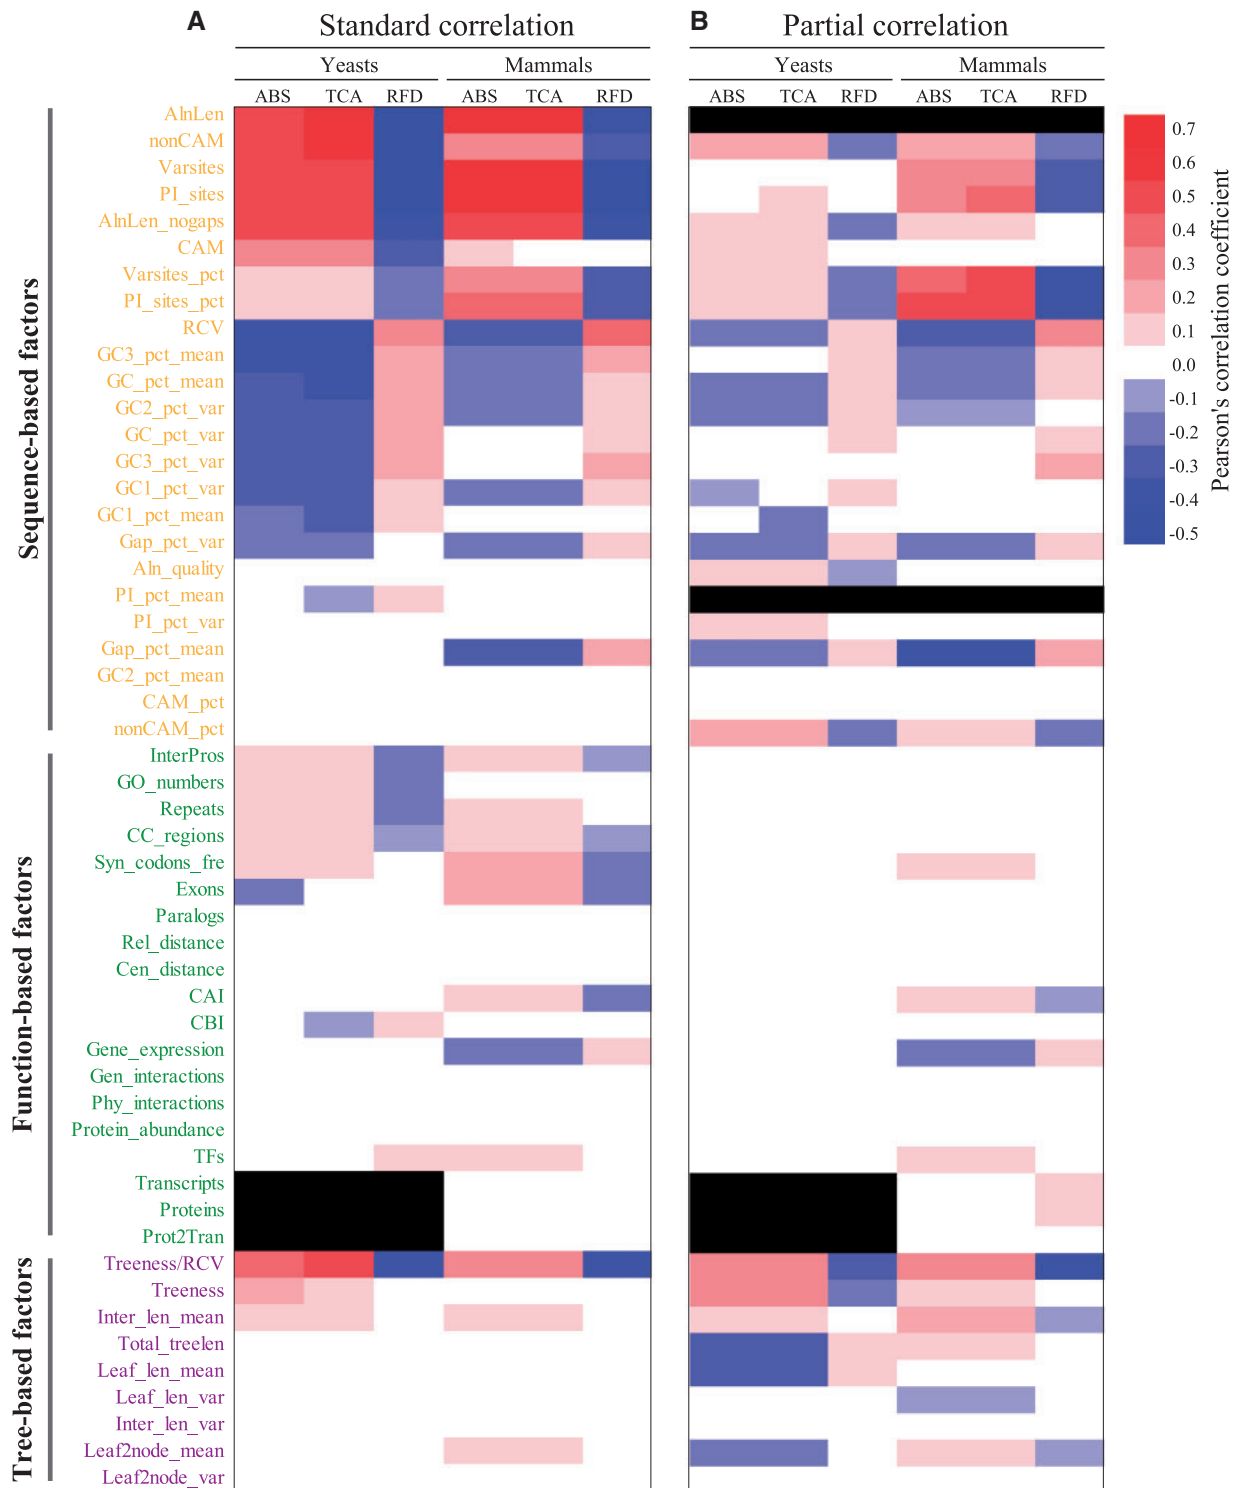 A Standard correlation
B Partial correlation
Yeasts Mammals
Yeasts Mammals
ABS TCA RFD ABS TCA RFD
ABS TCA RFD ABS TCA RFD
Sequence-based factors
AlnLen
nonCAM
Varsites
PI_sites
AlnLen_nogaps
CAM
Varsites_pct
PI_sites_pct
RCV
GC3_pct_mean
GC_pct_mean
GC2_pct_var
GC_pct_var
GC3_pct_var
GC1_pct_var
GC1_pct_mean
Gap_pct_var
Aln_quality
PI_pct_mean
PI_pct_var
Gap_pct_mean
GC2_pct_mean
CAM_pct
nonCAM_pct
Function-based factors
InterPros
GO_numbers
Repeats
CC_regions
Syn_codons_fre
Exons
Paralogs
Rel_distance
Cen_distance
CAI
CBI
Gene_expression
Gen_interactions
Phy_interactions
Protein_abundance
TFs
Transcripts
Proteins
Prot2Tran
Tree-based factors
Treeness/RCV
Treeness
Inter_len_mean
Total_treelen
Leaf_len_mean
Leaf_len_var
Inter_len_var
Leaf2node_mean
Leaf2node_var
0.7
0.6
0.5
0.4
0.3
0.2
0.1
0.0
-0.1
-0.2
-0.3
-0.4
-0.5
Pearson's correlation coefficient